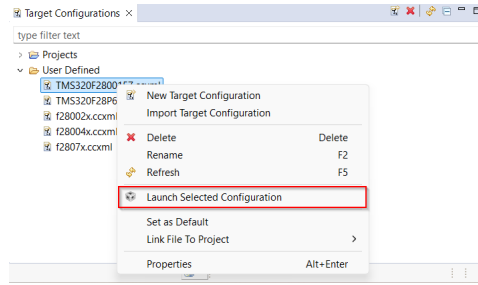 Target Configurations
type filter text
Projects
User Defined
TMS320F2800157.ccxml
TMS320F28P6
f28002x.ccxml
f28004x.ccxml
f2807x.ccxml
New Target Configuration
Import Target Configuration
Delete Delete
Rename F2
Refresh F5
Launch Selected Configuration
Set as Default
Link File To Project
Properties Alt+Enter